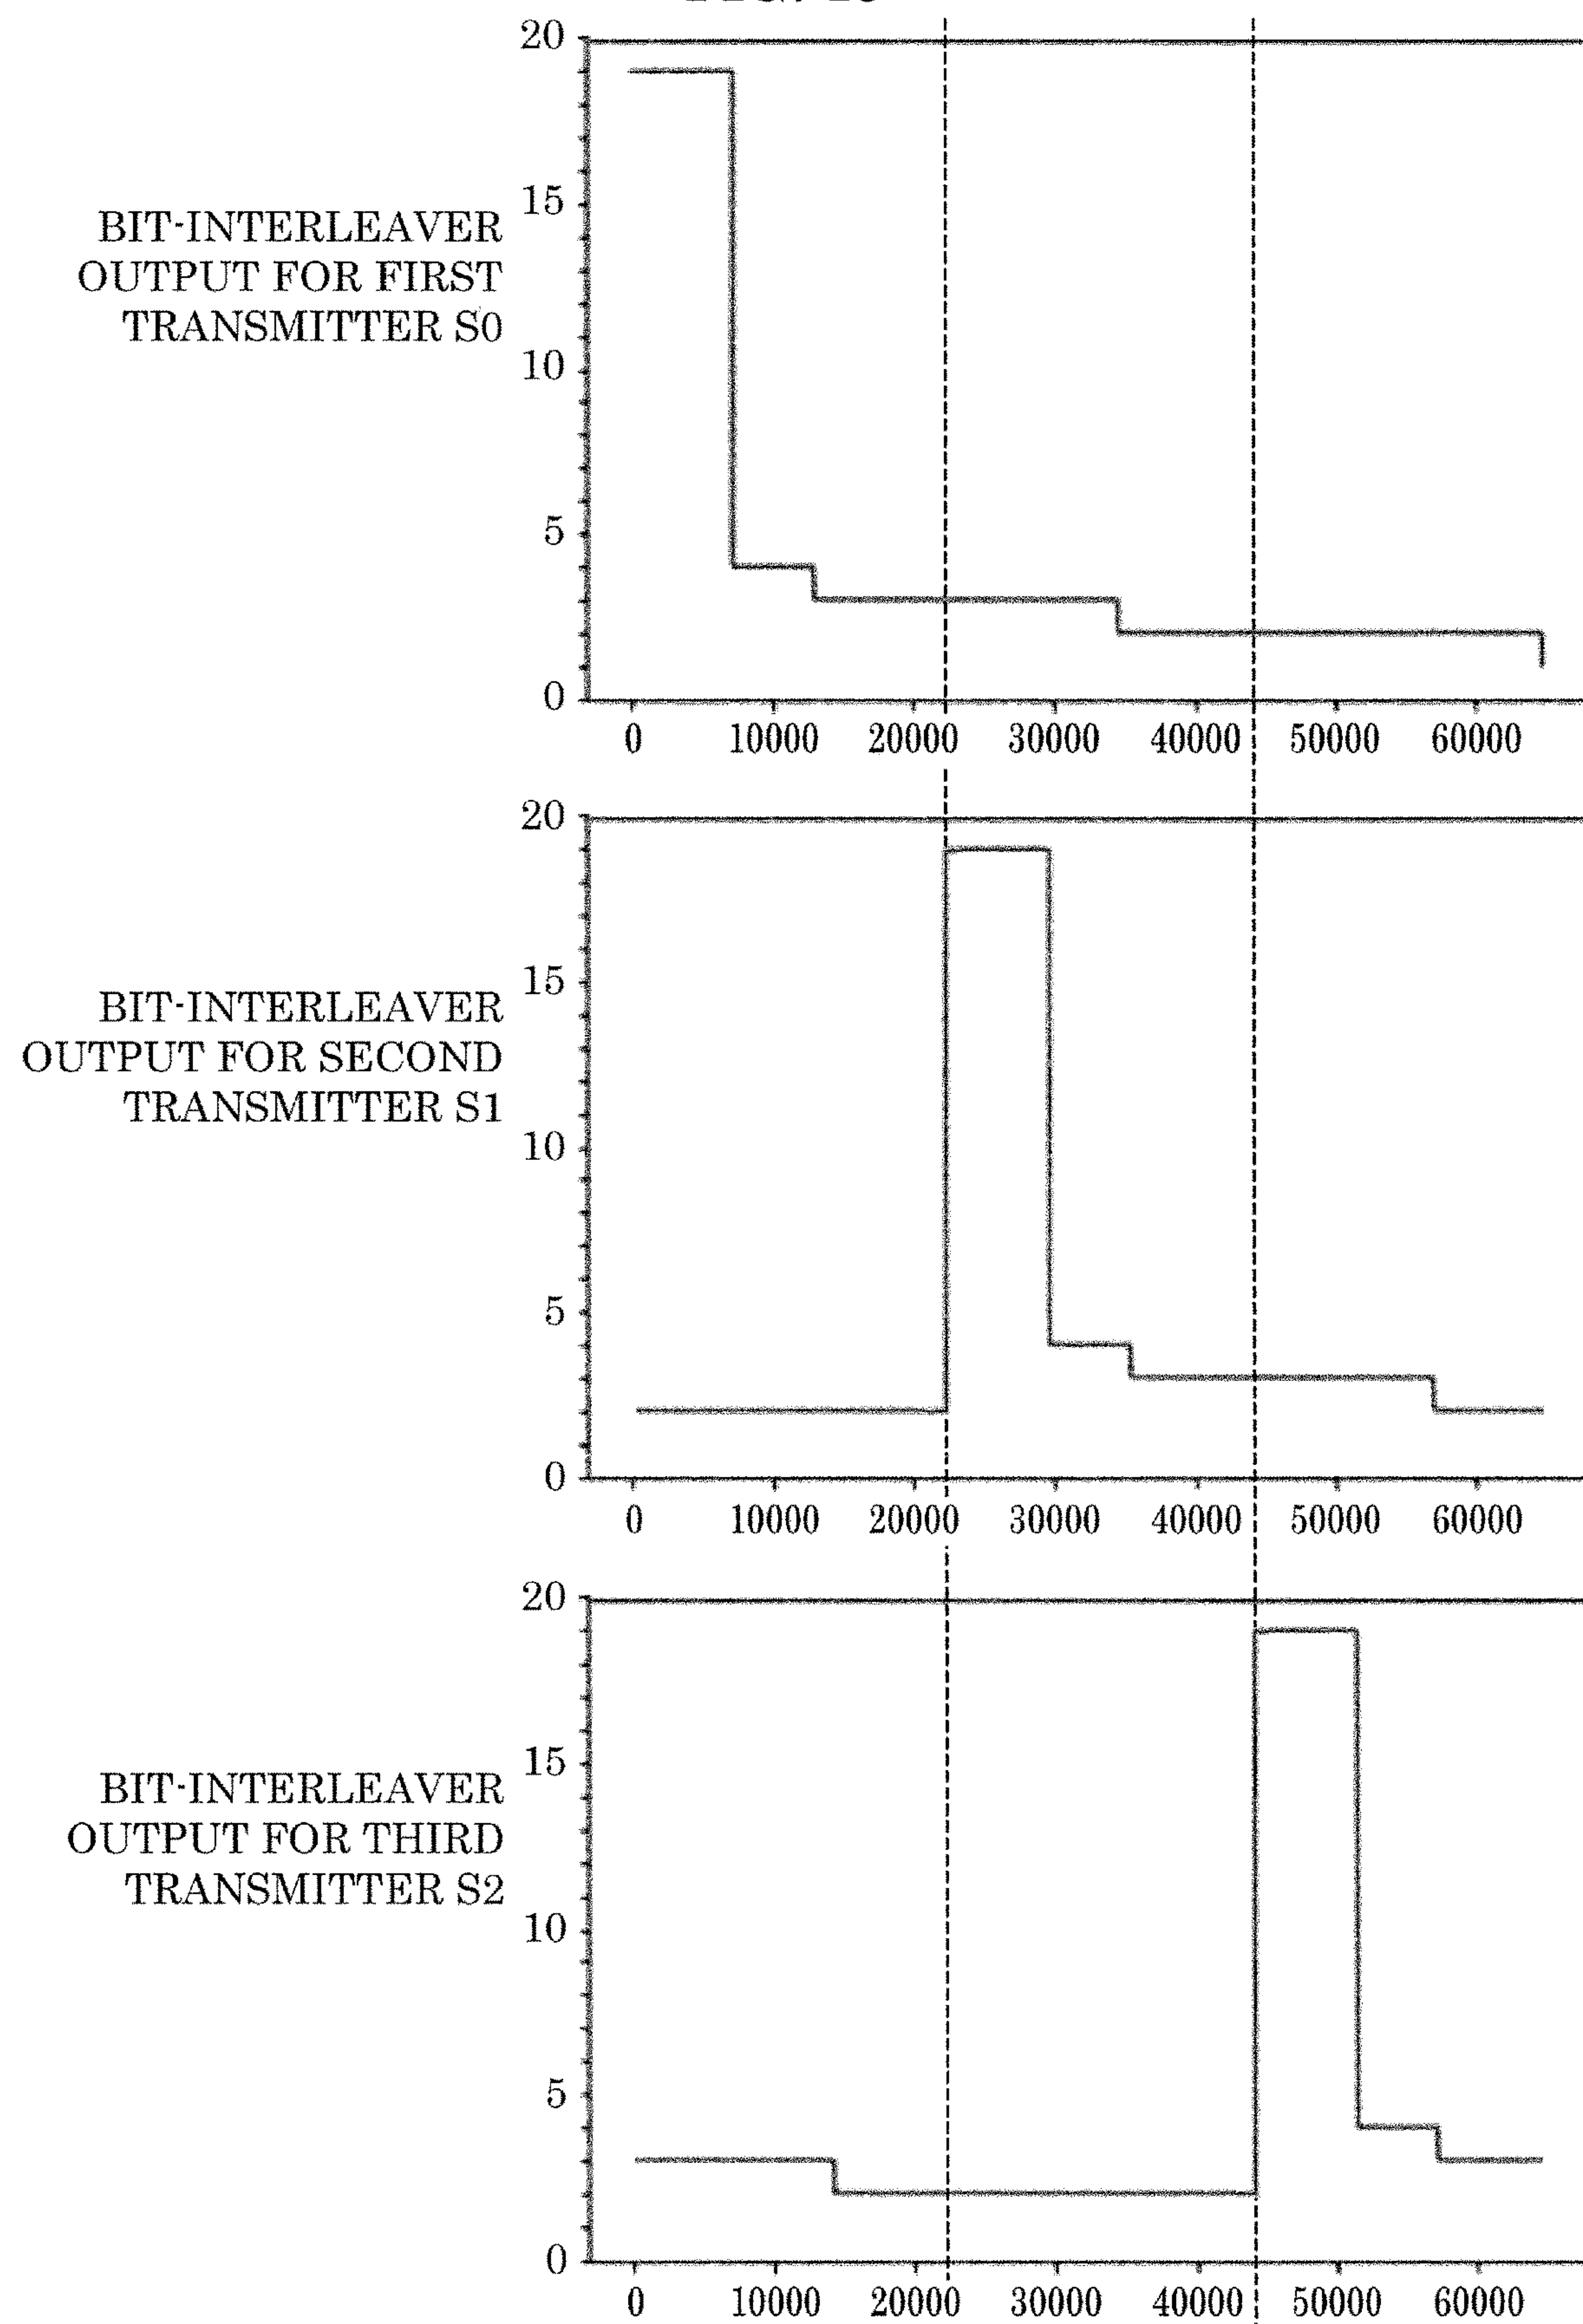 20
15
BIT-INTERLEAVER
OUTPUT FOR FIRST
TRANSMITTER S0
10
5
0
0 10000 20000 30000 40000 50000 60000
20
15
BIT-INTERLEAVER
OUTPUT FOR SECOND
TRANSMITTER S1
10
5
0
0 10000 20000 30000 40000 50000 60000
20
15
BIT-INTERLEAVER
OUTPUT FOR THIRD
TRANSMITTER S2
10
5
0
0 10000 20000 30000 40000 50000 60000